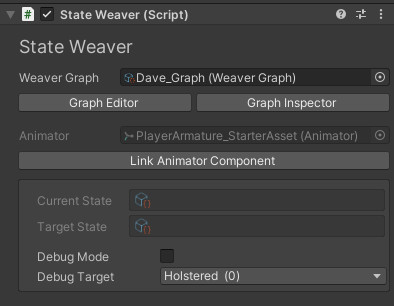 State Weaver (Script)
State Weaver
Weaver Graph Dave_Graph (Weaver Graph)
Graph Editor Graph Inspector
Animator PlayerArmature_StarterAsset (Animator)
Link Animator Component
Current State
Target State
Debug Mode
Debug Target Holstered (0)